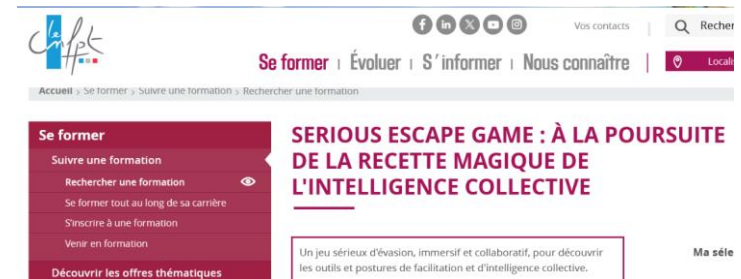 cnfpt
Vos contacts
Recher
Se former
Évoluer
S'informer
Nous connaître
Locali
Accueil > Se former > Suivre une formation > Rechercher une formation
Se former
Suivre une formation
Rechercher une formation
Se former tout au long de sa carrière
S'inscrire à une formation
Venir en formation
Découvrir les offres thématiques
SERIOUS ESCAPE GAME : À LA POURSUITE
DE LA RECETTE MAGIQUE DE
L'INTELLIGENCE COLLECTIVE
Un jeu sérieux d'évasion, immersif et collaboratif, pour découvrir
les outils et postures de facilitation et d'intelligence collective.
Ma séle